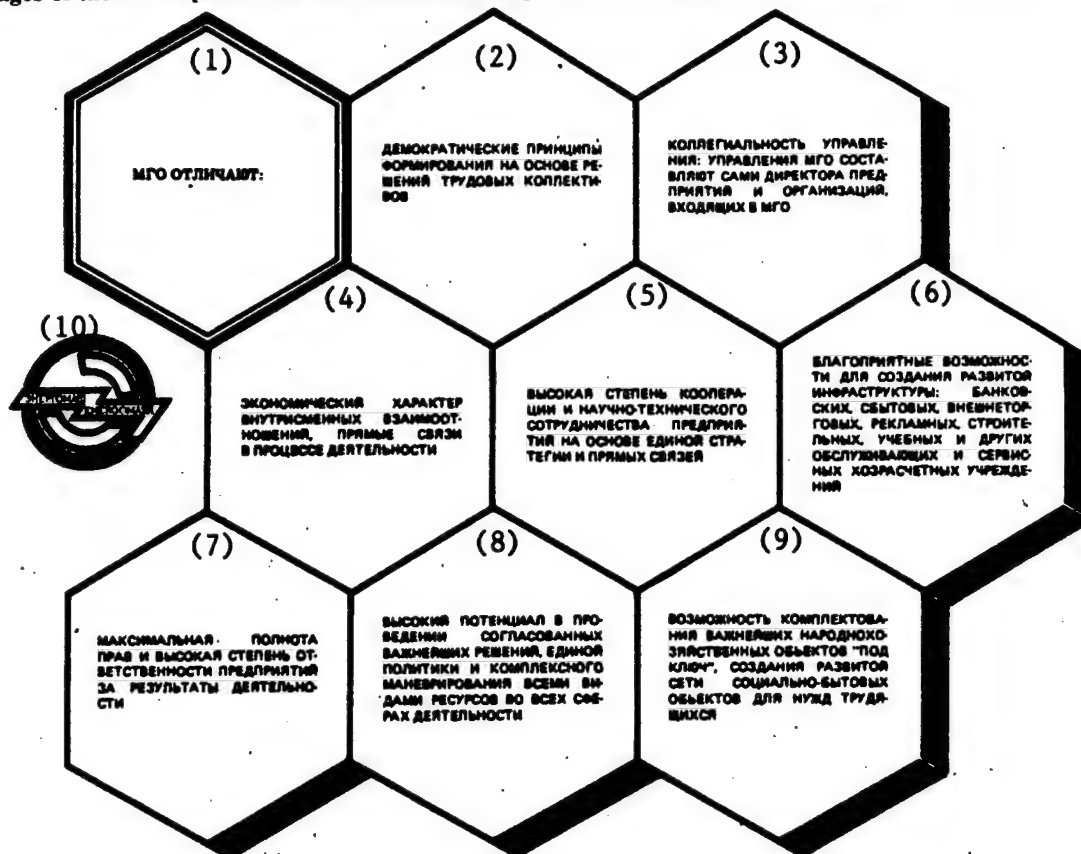 (1)
МГО ОТЛИЧАЮТ:
(2)
ДЕМОКРАТИЧЕСКИЕ ПРИНЦИПЫ
ФОРМИРОВАНИЯ НА ОСНОВЕ РЕ-
ШЕНИЯ ТРУДОВЫХ КОЛЛЕКТИ-
ВОВ
(3)
КОЛЛЕГИАЛЬНОСТЬ УПРАВЛЕ-
НИЯ: УПРАВЛЕНИЯ МГО СОСТА-
ВЛЯЮТ САМИ ДИРЕКТОРА ПРЕД-
ПРИЯТИЙ И ОРГАНИЗАЦИЙ,
ВХОДЯЩИХ В МГО
(4)
ЭКОНОМИЧЕСКИЙ ХАРАКТЕР
ВНУТРИСМЕННЫХ ВЗАИМООТ-
НОШЕНИЙ, ПРЯМЫЕ СВЯЗИ
В ПРОЦЕССЕ ДЕЯТЕЛЬНОСТИ
(5)
ВЫСОКАЯ СТЕПЕНЬ КООПЕРА-
ЦИИ И НАУЧНО-ТЕХНИЧЕСКОГО
СОТРУДНИЧЕСТВА ПРЕДПРИЯ-
ТИЙ НА ОСНОВЕ ЕДИНОЙ СТРА-
ТЕГИИ И ПРЯМЫХ СВЯЗЕЙ
(6)
БЛАГОПРИЯТНЫЕ ВОЗМОЖНОС-
ТИ ДЛЯ СОЗДАНИЯ РАЗВИТОЙ
ИНФРАСТРУКТУРЫ: БАНКОВ-
СКИХ, СБЫТОВЫХ, ВНЕШНЕТОР-
ГОВЫХ, РЕКЛАМНЫХ, СТРОИТЕ-
ЛЬНЫХ, УЧЕБНЫХ И ДРУГИХ
ОБСЛУЖИВАЮЩИХ И СЕРВИС-
НЫХ ХОЗРАСЧЕТНЫХ УЧРЕЖДЕ-
НИЙ
(10)
(7)
МАКСИМАЛЬНАЯ ПОЛНОТА
ПРАВ И ВЫСОКАЯ СТЕПЕНЬ ОТ-
ВЕТСТВЕННОСТИ ПРЕДПРИЯТИЙ
ЗА РЕЗУЛЬТАТЫ ДЕЯТЕЛЬНО-
СТИ
(8)
ВЫСОКИЙ ПОТЕНЦИАЛ В ПРО-
ВЕДЕНИИ СОГЛАСОВАННЫХ
ВАЖНЕЙШИХ РЕШЕНИЯ, ЕДИНОЙ
ПОЛИТИКИ И КОМПЛЕКСНОГО
МАНЕВРИРОВАНИЯ ВСЕМИ ВИ-
ДАМИ РЕСУРСОВ ВО ВСЕХ СФЕ-
РАХ ДЕЯТЕЛЬНОСТИ
(9)
ВОЗМОЖНОСТЬ КОМПЛЕКТОВА-
НИЯ ВАЖНЕЙШИХ НАРОДНОХО-
ЗЯЙСТВЕННЫХ ОБЪЕКТОВ "ПОД
КЛЮЧ", СОЗДАНИЯ РАЗВИТОЙ
СЕТИ СОЦИАЛЬНО-БЫТОВЫХ
ОБЪЕКТОВ ДЛЯ НУЖД ТРУДЯ-
ЩИХСЯ